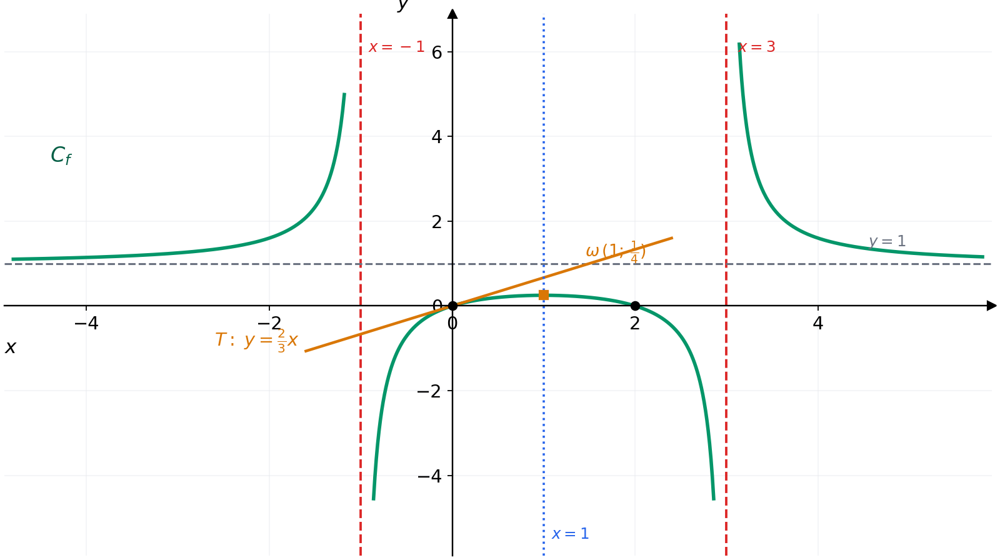 y
x = −1
6
x = 3
4
C_f
2
y = 1
ω (1; 1/4)
0
−4
−2
0
2
4
T : y = 2/3 x
x
−2
−4
x = 1